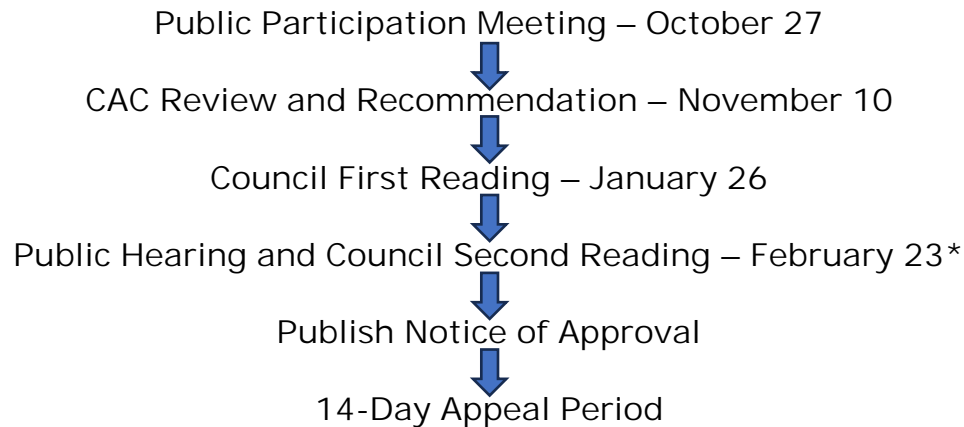 Public Participation Meeting – October 27
CAC Review and Recommendation – November 10
Council First Reading – January 26
Public Hearing and Council Second Reading – February 23*
Publish Notice of Approval
14-Day Appeal Period